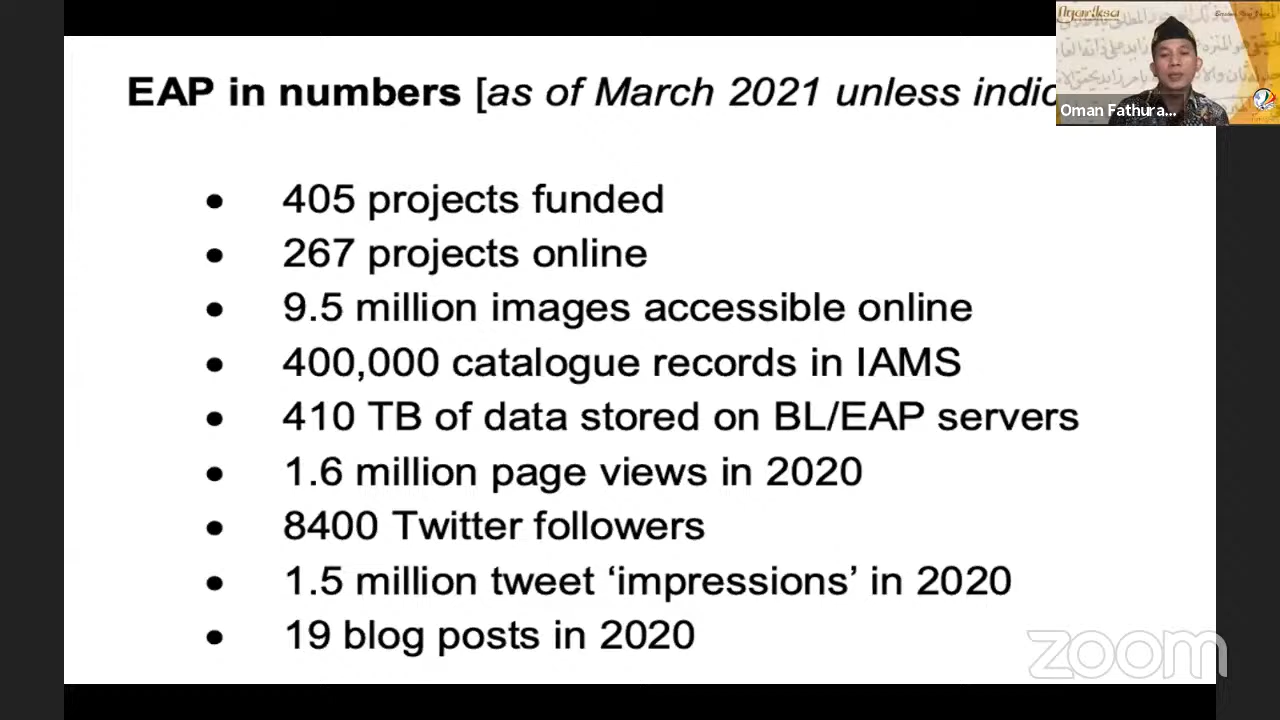 EAP in numbers [as of March 2021 unless indic
Ngariksa
Oman Fathura...
• 405 projects funded
• 267 projects online
• 9.5 million images accessible online
• 400,000 catalogue records in IAMS
• 410 TB of data stored on BL/EAP servers
• 1.6 million page views in 2020
• 8400 Twitter followers
• 1.5 million tweet ‘impressions’ in 2020
• 19 blog posts in 2020
zoom